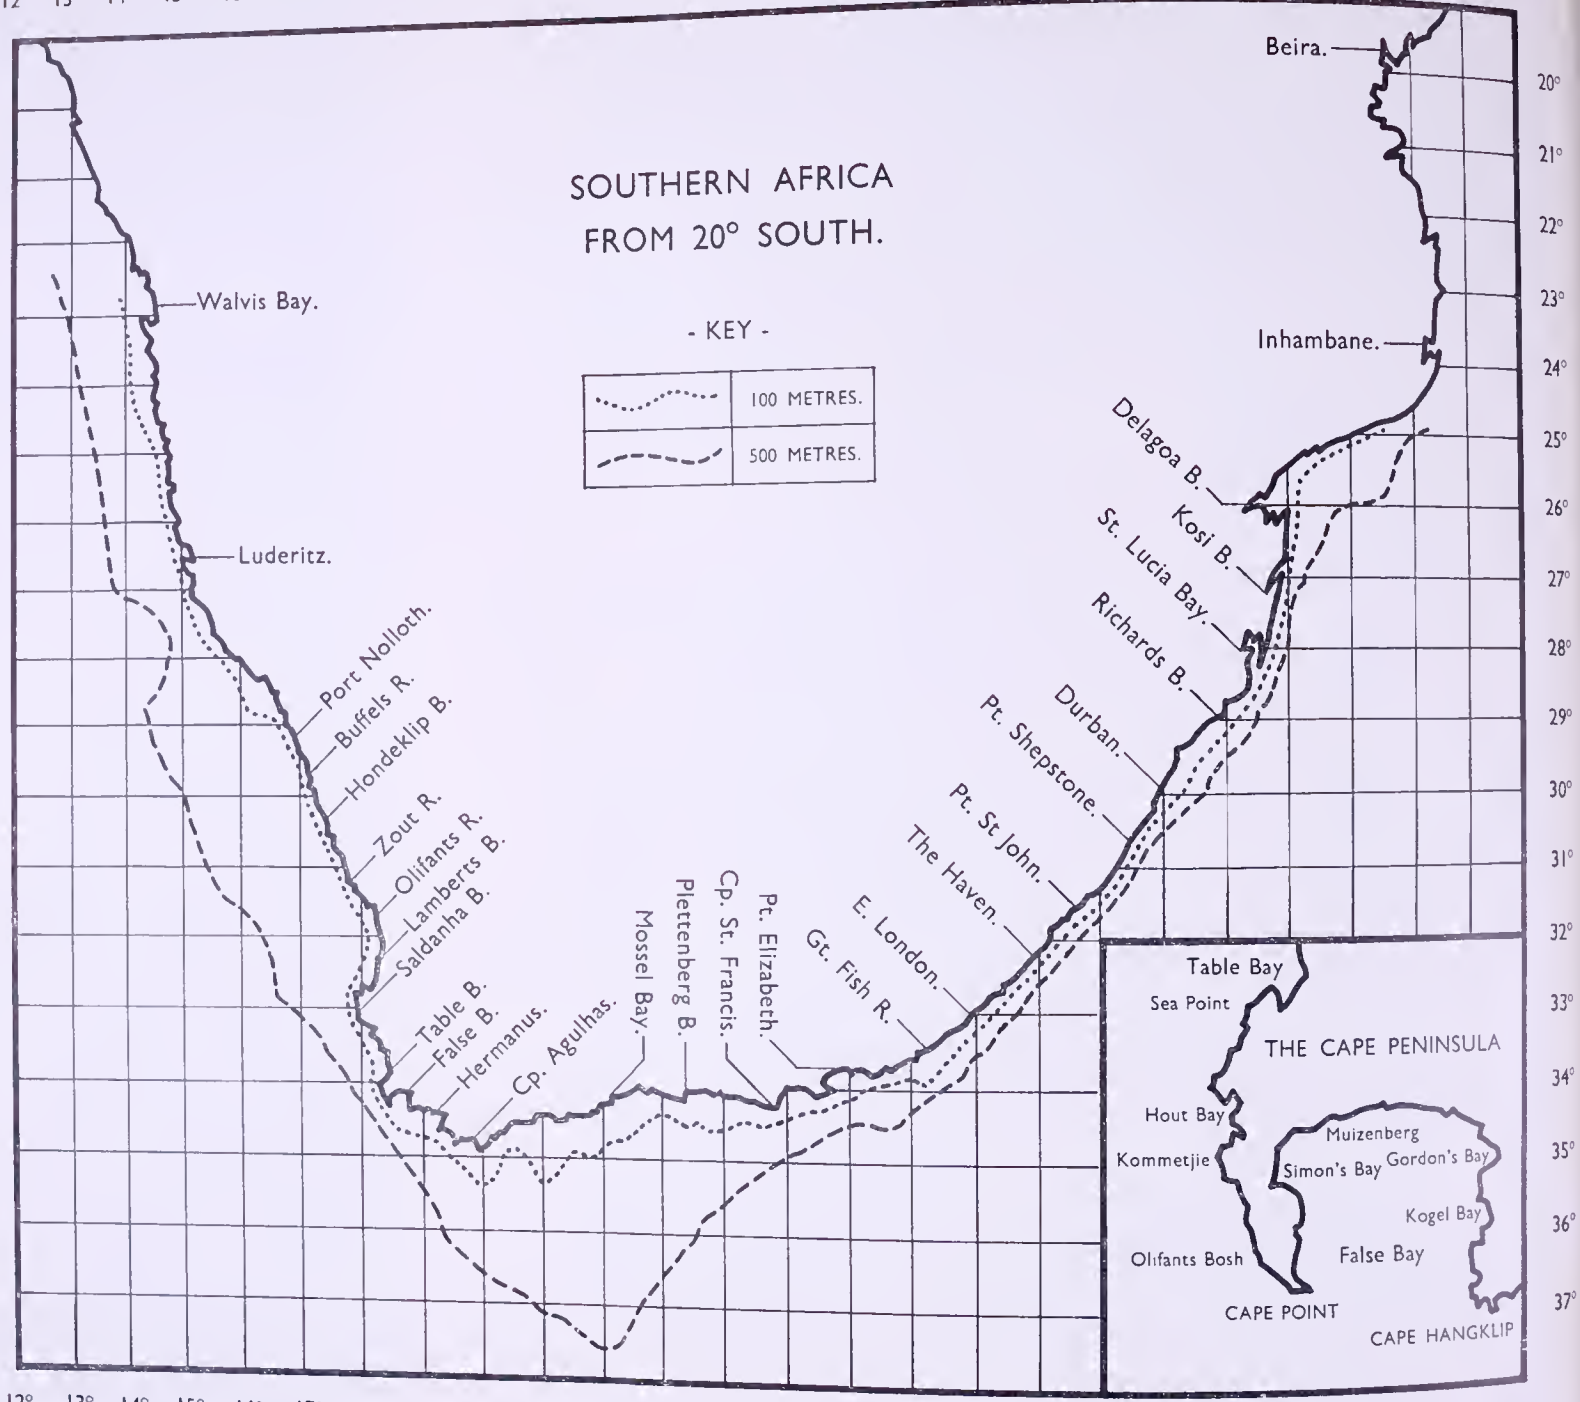 Beira.
20°
21°
SOUTHERN AFRICA
FROM 20° SOUTH.
22°
23°
Walvis Bay.
- KEY -
100 METRES.
500 METRES.
Inhambane.
24°
25°
Delagoa B.
26°
Kosi B.
St. Lucia Bay.
27°
Luderitz.
Richards B.
28°
Port Nolloth.
Buffels R.
Hondeklip B.
Durban.
29°
Pt. Shepstone.
30°
Zout R.
Olifants R.
Lamberts B.
Saldanha B.
Pt. St John.
31°
The Haven.
32°
E. London.
Gt. Fish R.
Pt. Elizabeth.
Cp. St. Francis.
Plettenberg B.
Mossel Bay.
Table B.
False B.
Hermanus.
Cp. Agulhas.
33°
34°
35°
36°
37°
Table Bay
Sea Point
THE CAPE PENINSULA
Hout Bay
Muizenberg
Kommetjie
Simon's Bay
Gordon's Bay
Kogel Bay
Olifants Bosh
False Bay
CAPE POINT
CAPE HANGKLIP
12° 13° 14° 15°